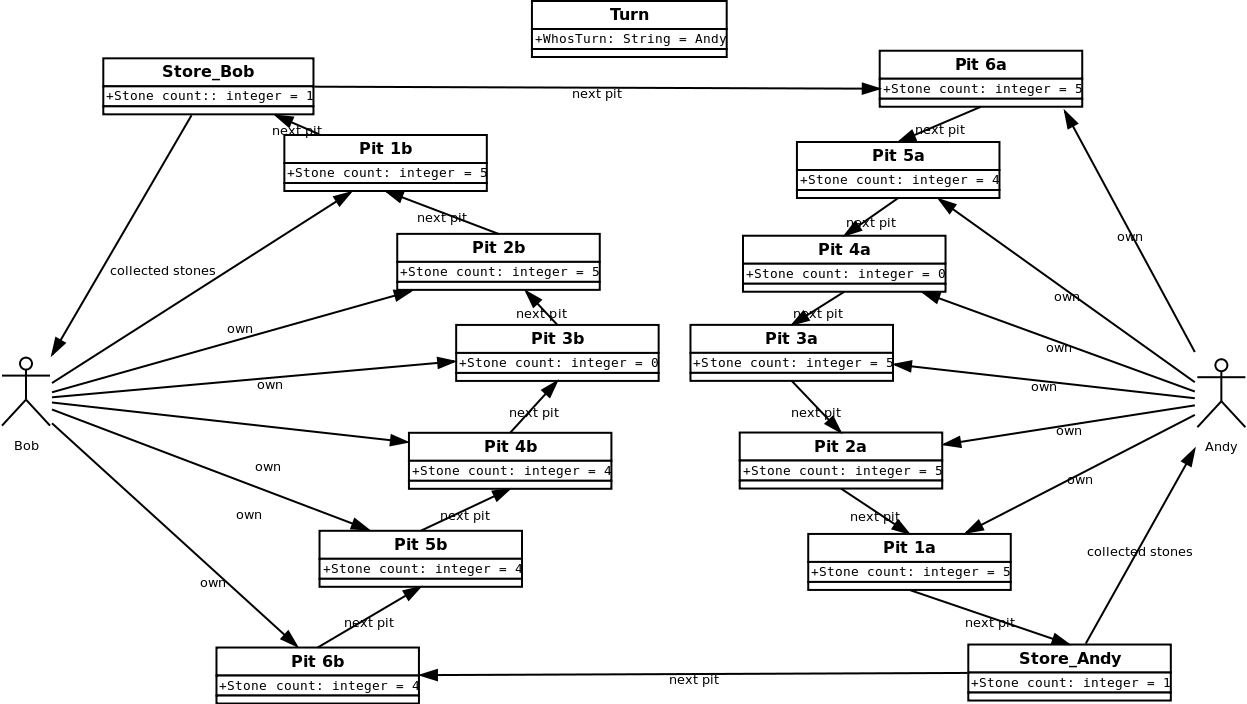 Turn
+WhosTurn: String = Andy
Store_Bob
+Stone count:: integer = 1
Pit 6a
+Stone count: integer = 5
next pit
next pit
next pit
Pit 1b
+Stone count: integer = 5
Pit 5a
+Stone count: integer = 4
next pit
next pit
own
Pit 2b
+Stone count: integer = 5
Pit 4a
+Stone count: integer = 0
collected stones
own
next pit
next pit
own
Pit 3b
+Stone count: integer = 0
Pit 3a
+Stone count: integer = 5
own
own
own
next pit
next pit
own
Bob
Andy
Pit 4b
+Stone count: integer = 4
Pit 2a
+Stone count: integer = 5
own
own
own
next pit
next pit
Pit 5b
+Stone count: integer = 4
Pit 1a
+Stone count: integer = 5
collected stones
own
next pit
next pit
Pit 6b
+Stone count: integer = 4
Store_Andy
+Stone count: integer = 1
next pit